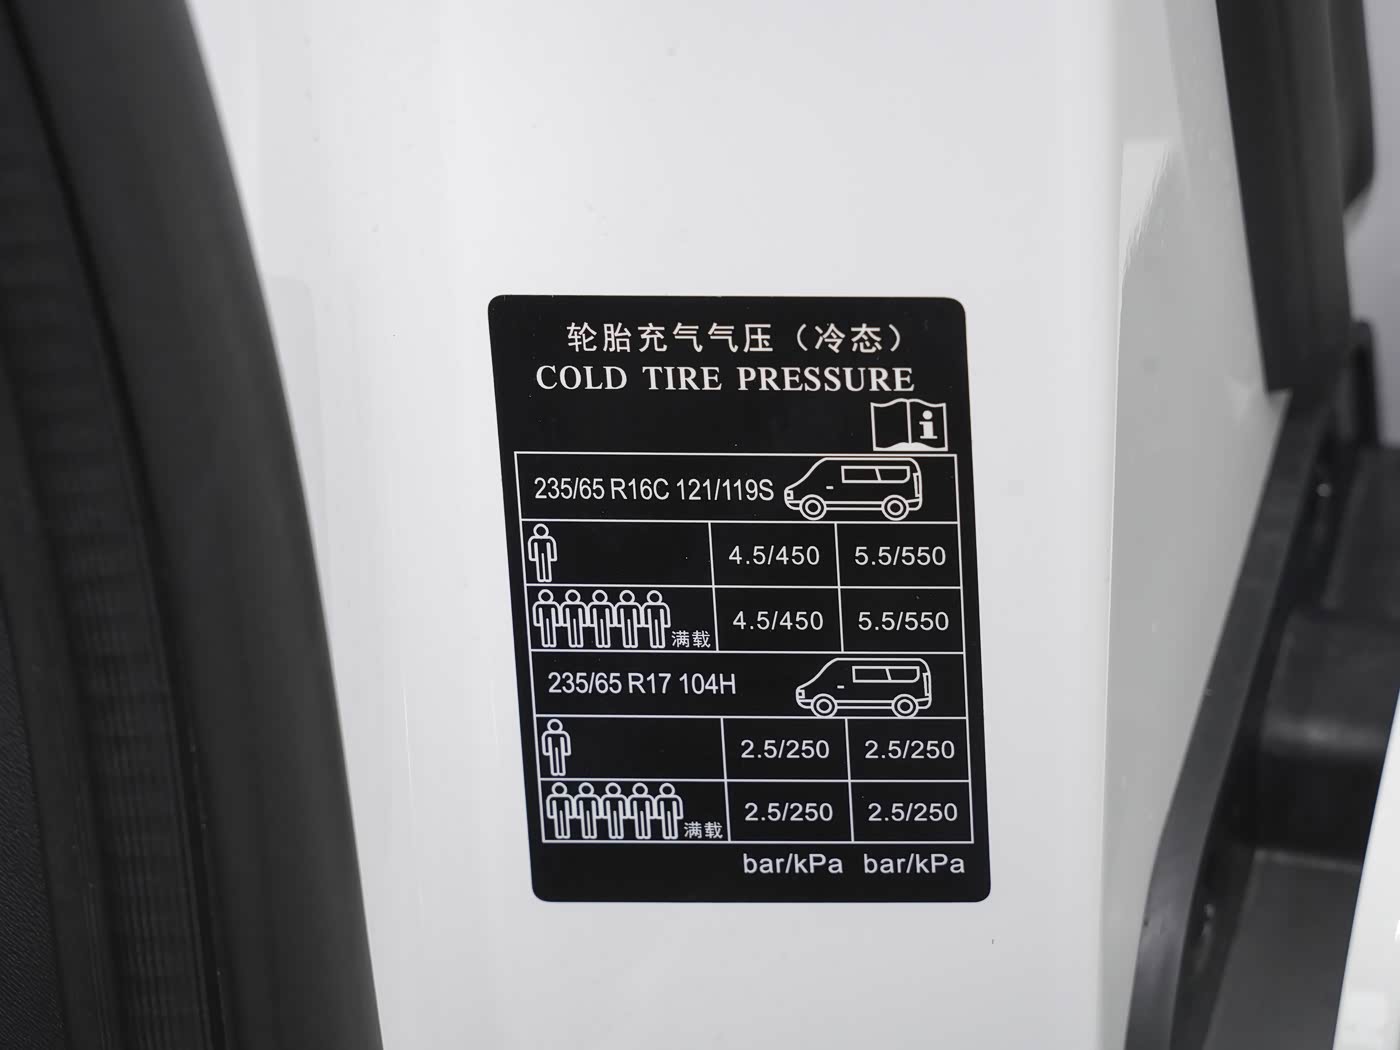 轮胎充气气压（冷态）
COLD TIRE PRESSURE
i
235/65 R16C 121/119S
4.5/450 5.5/550
满载 4.5/450 5.5/550
235/65 R17 104H
2.5/250 2.5/250
满载 2.5/250 2.5/250
bar/kPa bar/kPa